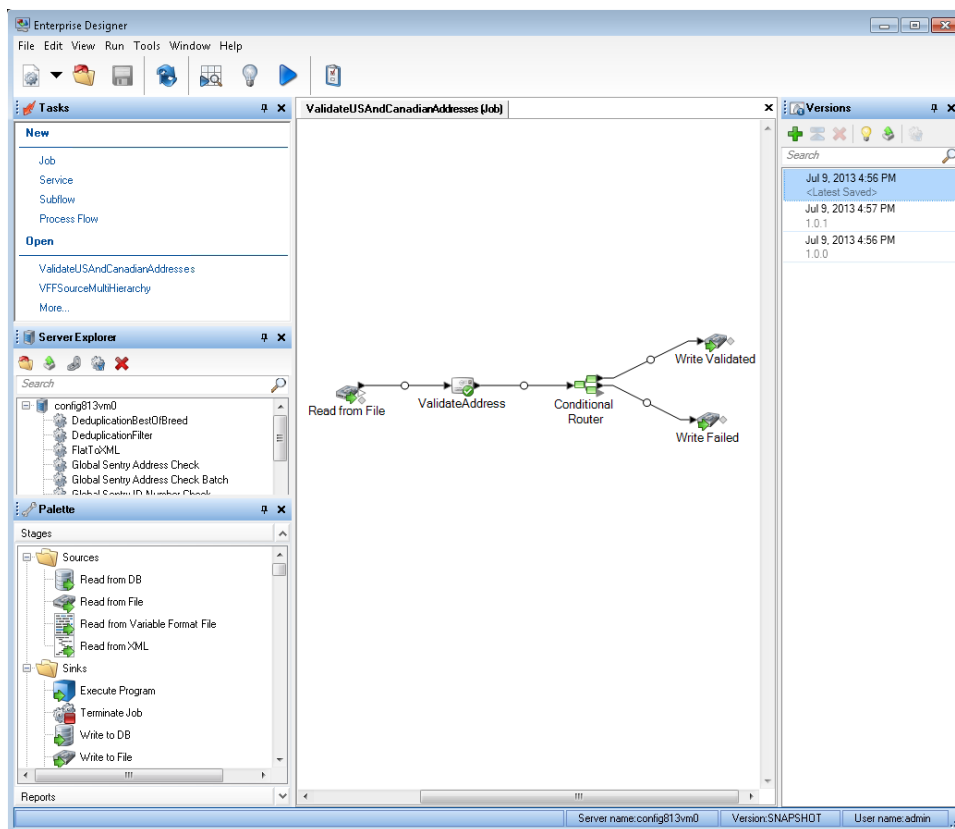 Enterprise Designer
File Edit View Run Tools Window Help
Tasks
New
Job
Service
Subflow
Process Flow
Open
ValidateUSAndCanadianAddresses
VFFSourceMultiHierarchy
More...
Server Explorer
Search
config813vm0
DeduplicationBestOfBreed
DeduplicationFilter
FlatToXML
Global Sentry Address Check
Global Sentry Address Check Batch
Global Sentry ID Number Check
Palette
Stages
Sources
Read from DB
Read from File
Read from Variable Format File
Read from XML
Sinks
Execute Program
Terminate Job
Write to DB
Write to File
Reports
ValidateUSAndCanadianAddresses (Job)
Read from File
ValidateAddress
Conditional
Router
Write Validated
Write Failed
Versions
Search
Jul 9, 2013 4:56 PM
<Latest Saved>
Jul 9, 2013 4:57 PM
1.0.1
Jul 9, 2013 4:56 PM
1.0.0
Server name:config813vm0 Version:SNAPSHOT User name:admin